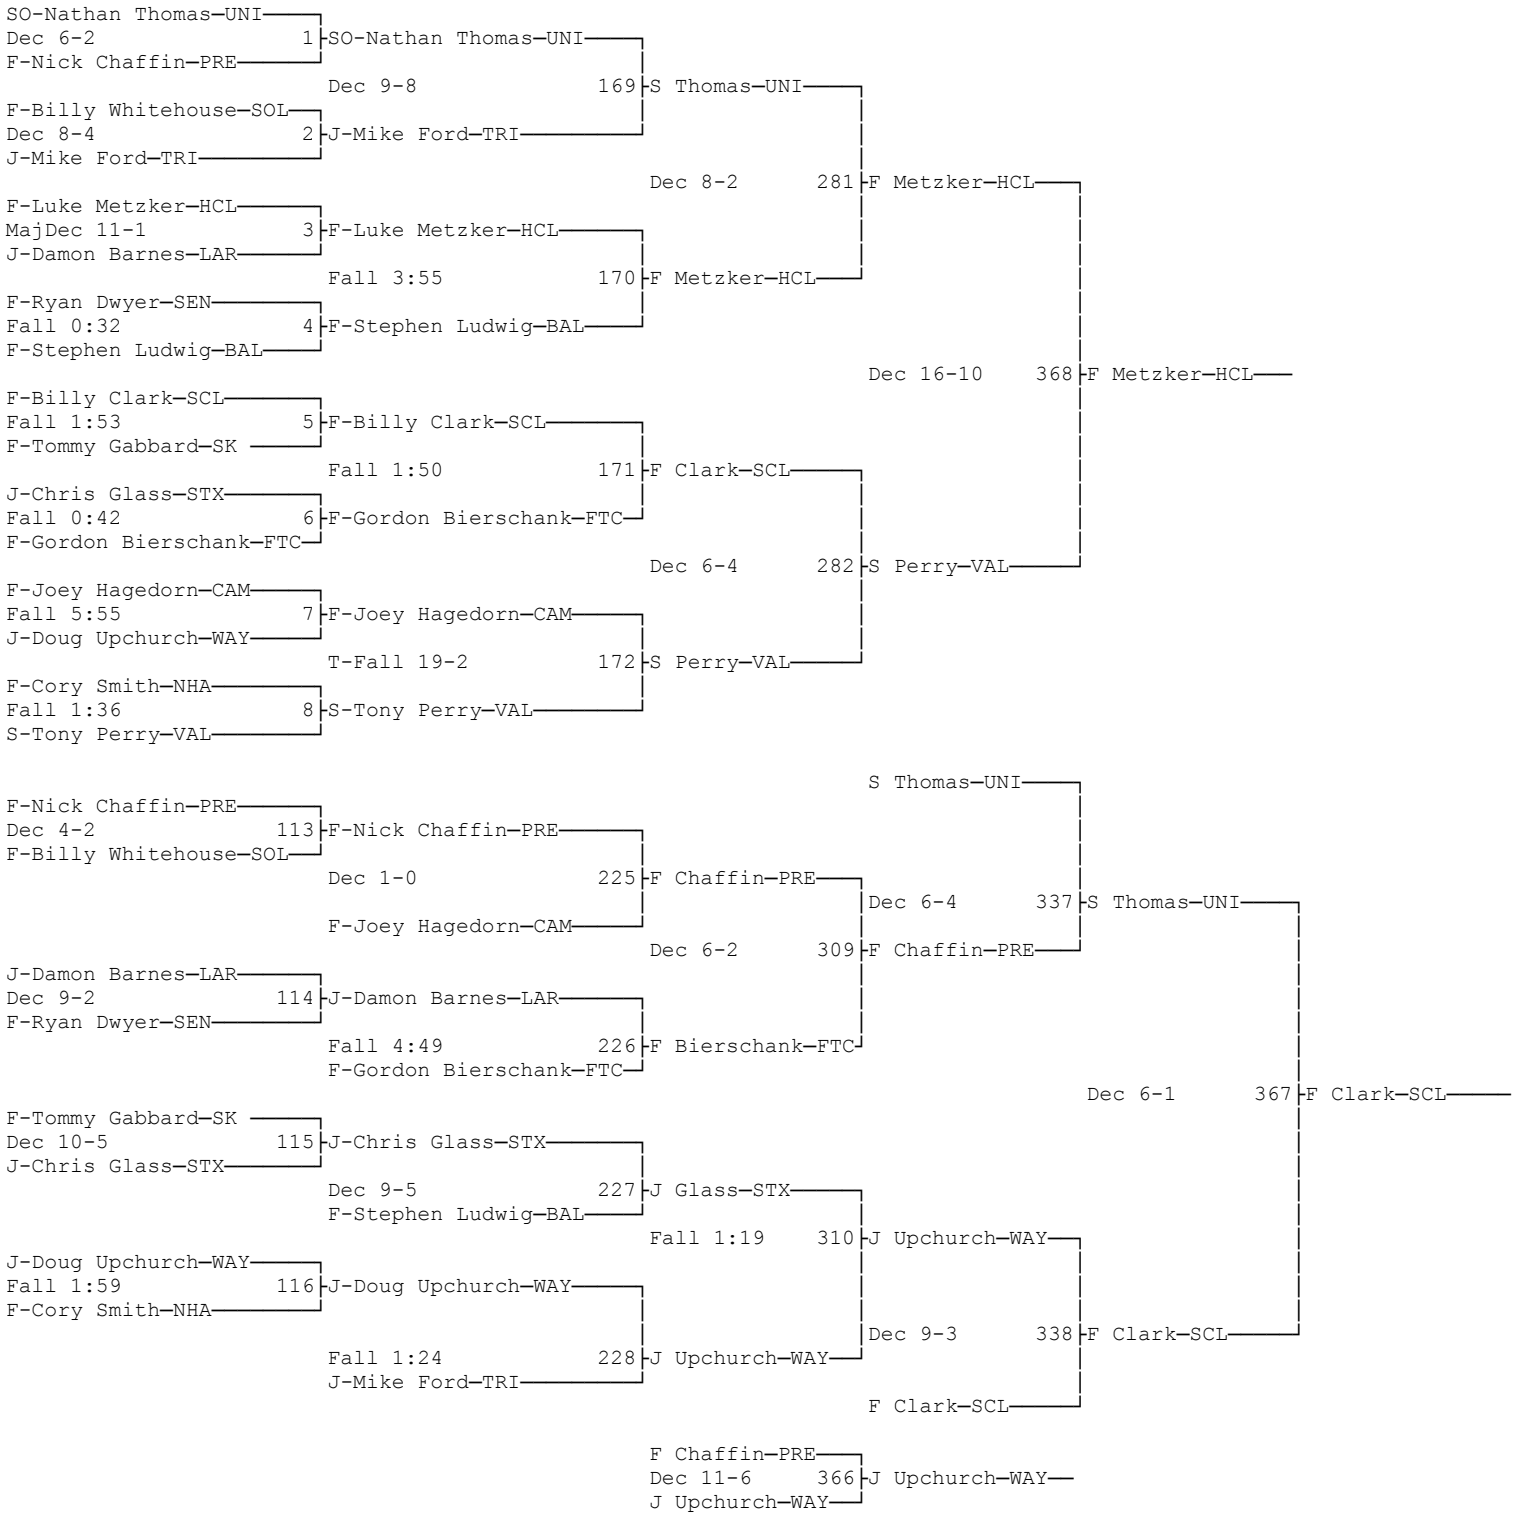 SO-Nathan Thomas—UNI
Dec 6-2 1 SO-Nathan Thomas—UNI
F-Nick Chaffin—PRE
Dec 9-8 169 S Thomas—UNI
F-Billy Whitehouse—SOL
Dec 8-4 2 J-Mike Ford—TRI
J-Mike Ford—TRI
Dec 8-2 281 F Metzker—HCL
F-Luke Metzker—HCL
MajDec 11-1 3 F-Luke Metzker—HCL
J-Damon Barnes—LAR
Fall 3:55 170 F Metzker—HCL
F-Ryan Dwyer—SEN
Fall 0:32 4 F-Stephen Ludwig—BAL
F-Stephen Ludwig—BAL
Dec 16-10 368 F Metzker—HCL
F-Billy Clark—SCL
Fall 1:53 5 F-Billy Clark—SCL
F-Tommy Gabbard—SK
Fall 1:50 171 F Clark—SCL
J-Chris Glass—STX
Fall 0:42 6 F-Gordon Bierschank—FTC
F-Gordon Bierschank—FTC
Dec 6-4 282 S Perry—VAL
F-Joey Hagedorn—CAM
Fall 5:55 7 F-Joey Hagedorn—CAM
J-Doug Upchurch—WAY
T-Fall 19-2 172 S Perry—VAL
F-Cory Smith—NHA
Fall 1:36 8 S-Tony Perry—VAL
S-Tony Perry—VAL
S Thomas—UNI
F-Nick Chaffin—PRE
Dec 4-2 113 F-Nick Chaffin—PRE
F-Billy Whitehouse—SOL
Dec 1-0 225 F Chaffin—PRE
Dec 6-4 337 S Thomas—UNI
F-Joey Hagedorn—CAM
Dec 6-2 309 F Chaffin—PRE
J-Damon Barnes—LAR
Dec 9-2 114 J-Damon Barnes—LAR
F-Ryan Dwyer—SEN
Fall 4:49 226 F Bierschank—FTC
F-Gordon Bierschank—FTC
Dec 6-1 367 F Clark—SCL
F-Tommy Gabbard—SK
Dec 10-5 115 J-Chris Glass—STX
J-Chris Glass—STX
Dec 9-5 227 J Glass—STX
F-Stephen Ludwig—BAL
Fall 1:19 310 J Upchurch—WAY
J-Doug Upchurch—WAY
Fall 1:59 116 J-Doug Upchurch—WAY
F-Cory Smith—NHA
Dec 9-3 338 F Clark—SCL
Fall 1:24 228 J Upchurch—WAY
J-Mike Ford—TRI
F Clark—SCL
F Chaffin—PRE
Dec 11-6 366 J Upchurch—WAY
J Upchurch—WAY